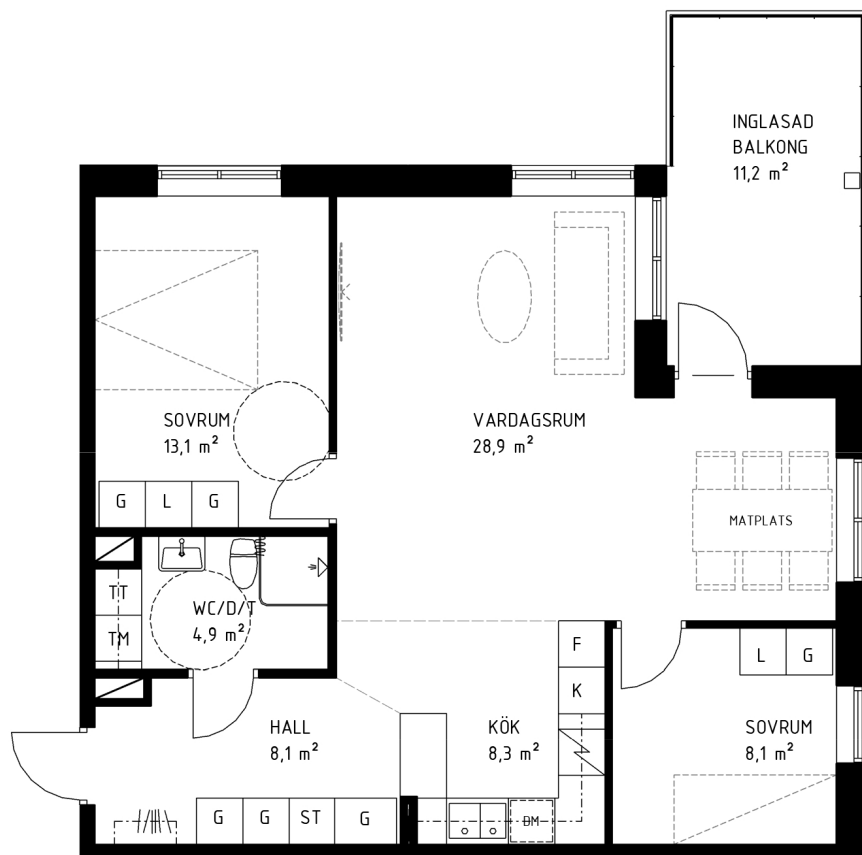 INGLASAD
BALKONG
11,2 m²
SOVRUM
13,1 m²
VARDAGSRUM
28,9 m²
G L G
MATPLATS
TT
WC/D/T
4,9 m²
TM
F
L G
K
HALL
8,1 m²
KÖK
8,3 m²
SOVRUM
8,1 m²
G G ST G
DM